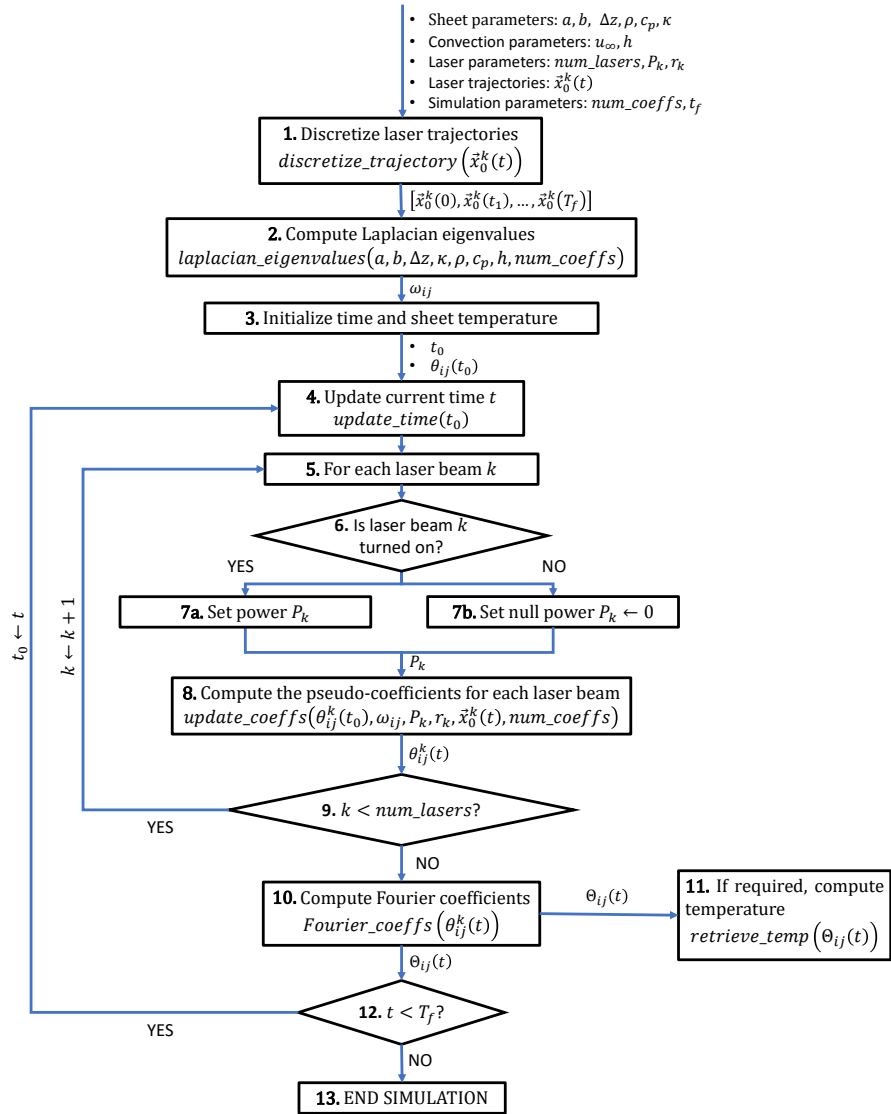 • Sheet parameters: a, b, Δz, ρ, c_p, κ
• Convection parameters: u_∞, h
• Laser parameters: num_lasers, P_k, r_k
• Laser trajectories: x⃗_0^k(t)
• Simulation parameters: num_coeffs, t_f
1. Discretize laser trajectories
discretize_trajectory(x⃗_0^k(t))
[x⃗_0^k(0), x⃗_0^k(t_1), … , x⃗_0^k(T_f)]
2. Compute Laplacian eigenvalues
laplacian_eigenvalues(a, b, Δz, κ, ρ, c_p, h, num_coeffs)
ω_ij
3. Initialize time and sheet temperature
• t_0
• θ_ij(t_0)
4. Update current time t
update_time(t_0)
5. For each laser beam k
6. Is laser beam k
turned on?
YES
NO
7a. Set power P_k
7b. Set null power P_k ← 0
t_0 ← t
k ← k + 1
P_k
8. Compute the pseudo-coefficients for each laser beam
update_coeffs(θ_ij^k(t_0), ω_ij, P_k, r_k, x⃗_0^k(t), num_coeffs)
θ_ij^k(t)
9. k < num_lasers?
YES
NO
10. Compute Fourier coefficients
Fourier_coeffs(θ_ij^k(t))
Θ_ij(t)
11. If required, compute
temperature
retrieve_temp(Θ_ij(t))
Θ_ij(t)
12. t < T_f?
YES
NO
13. END SIMULATION